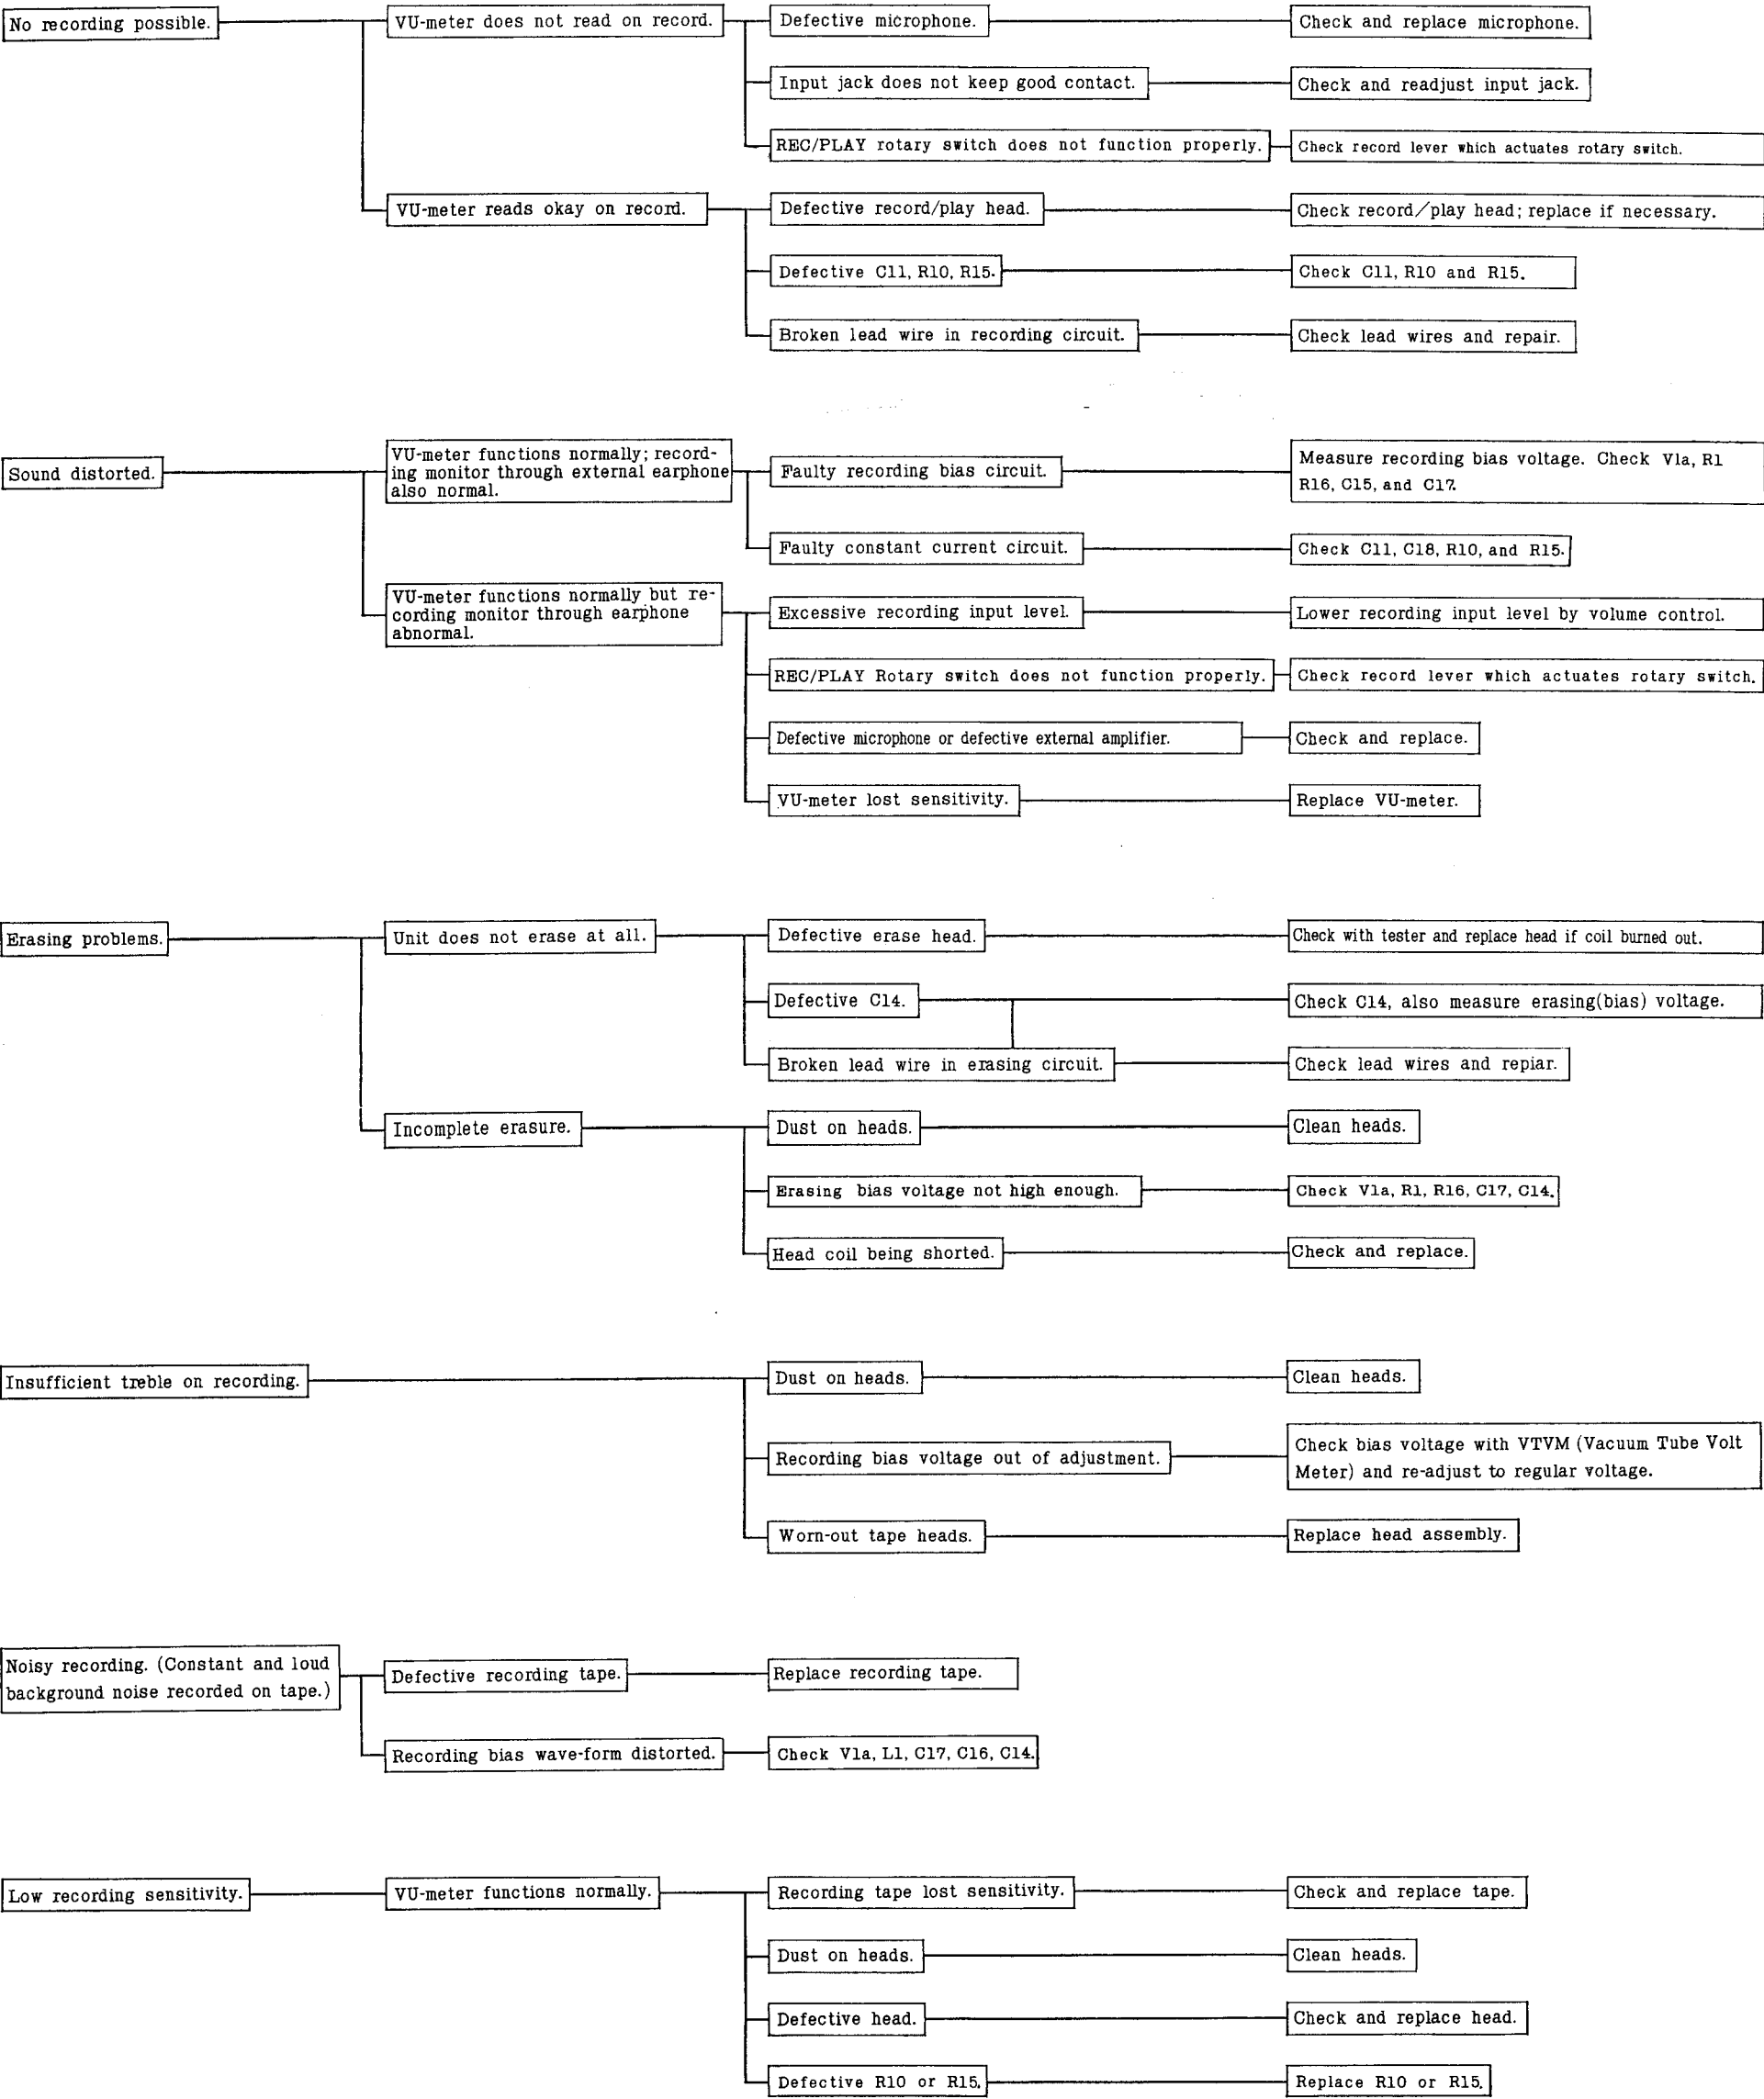 No recording possible.
VU-meter does not read on record.
Defective microphone.
Check and replace microphone.
Input jack does not keep good contact.
Check and readjust input jack.
REC/PLAY rotary switch does not function properly.
Check record lever which actuates rotary switch.
VU-meter reads okay on record.
Defective record/play head.
Check record/play head; replace if necessary.
Defective C11, R10, R15.
Check C11, R10 and R15.
Broken lead wire in recording circuit.
Check lead wires and repair.
Sound distorted.
VU-meter functions normally; record-
ing monitor through external earphone
also normal.
Faulty recording bias circuit.
Measure recording bias voltage. Check V1a, R1
R16, C15, and C17.
Faulty constant current circuit.
Check C11, C18, R10, and R15.
VU-meter functions normally but re-
cording monitor through earphone
abnormal.
Excessive recording input level.
Lower recording input level by volume control.
REC/PLAY Rotary switch does not function properly.
Check record lever which actuates rotary switch.
Defective microphone or defective external amplifier.
Check and replace.
VU-meter lost sensitivity.
Replace VU-meter.
Erasing problems.
Unit does not erase at all.
Defective erase head.
Check with tester and replace head if coil burned out.
Defective C14.
Check C14, also measure erasing(bias) voltage.
Broken lead wire in erasing circuit.
Check lead wires and repiar.
Incomplete erasure.
Dust on heads.
Clean heads.
Erasing bias voltage not high enough.
Check V1a, R1, R16, C17, C14.
Head coil being shorted.
Check and replace.
Insufficient treble on recording.
Dust on heads.
Clean heads.
Recording bias voltage out of adjustment.
Check bias voltage with VTVM (Vacuum Tube Volt
Meter) and re-adjust to regular voltage.
Worn-out tape heads.
Replace head assembly.
Noisy recording. (Constant and loud
background noise recorded on tape.)
Defective recording tape.
Replace recording tape.
Recording bias wave-form distorted.
Check V1a, L1, C17, C16, C14.
Low recording sensitivity.
VU-meter functions normally.
Recording tape lost sensitivity.
Check and replace tape.
Dust on heads.
Clean heads.
Defective head.
Check and replace head.
Defective R10 or R15.
Replace R10 or R15.